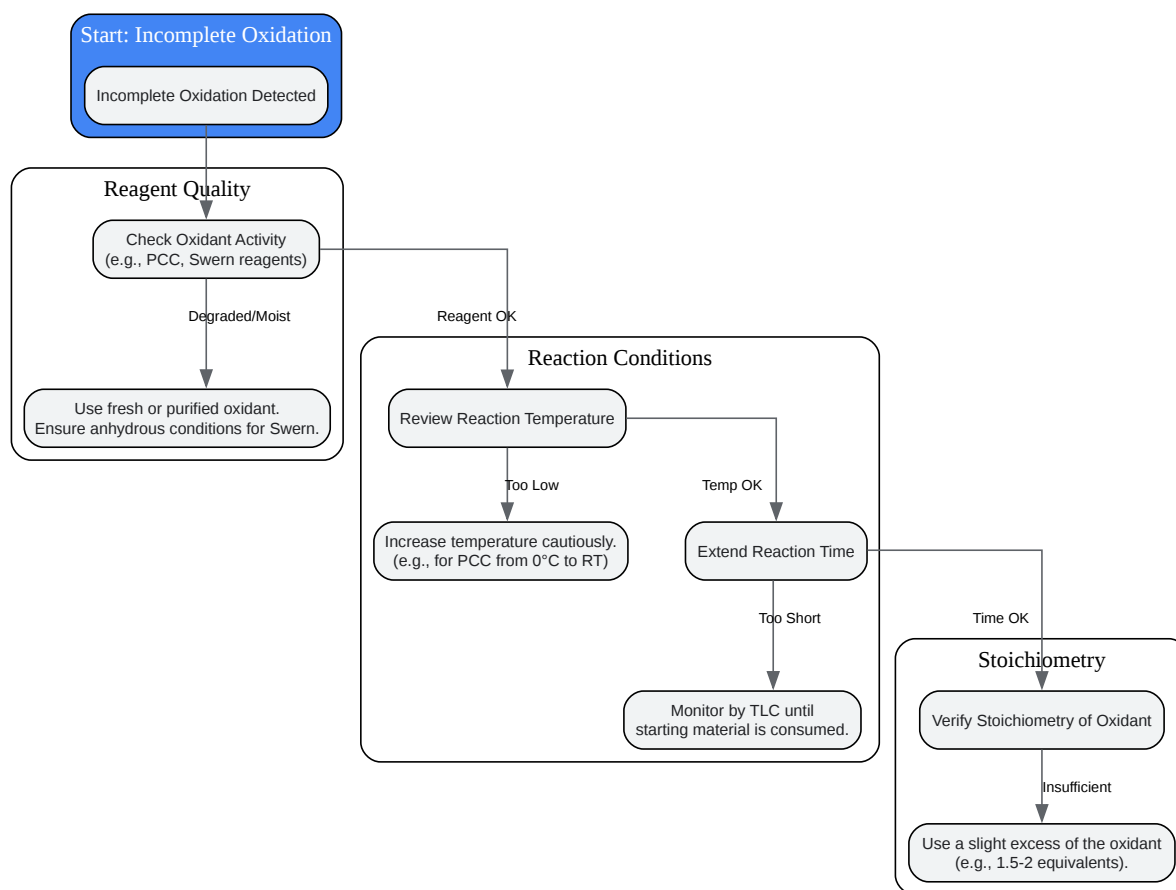 Start: Incomplete Oxidation
Incomplete Oxidation Detected
Reagent Quality
Check Oxidant Activity
(e.g., PCC, Swern reagents)
Degraded/Moist
Reagent OK
Use fresh or purified oxidant.
Ensure anhydrous conditions for Swern.
Reaction Conditions
Review Reaction Temperature
Too Low
Temp OK
Increase temperature cautiously.
(e.g., for PCC from 0°C to RT)
Extend Reaction Time
Too Short
Time OK
Monitor by TLC until
starting material is consumed.
Stoichiometry
Verify Stoichiometry of Oxidant
Insufficient
Use a slight excess of the oxidant
(e.g., 1.5-2 equivalents).